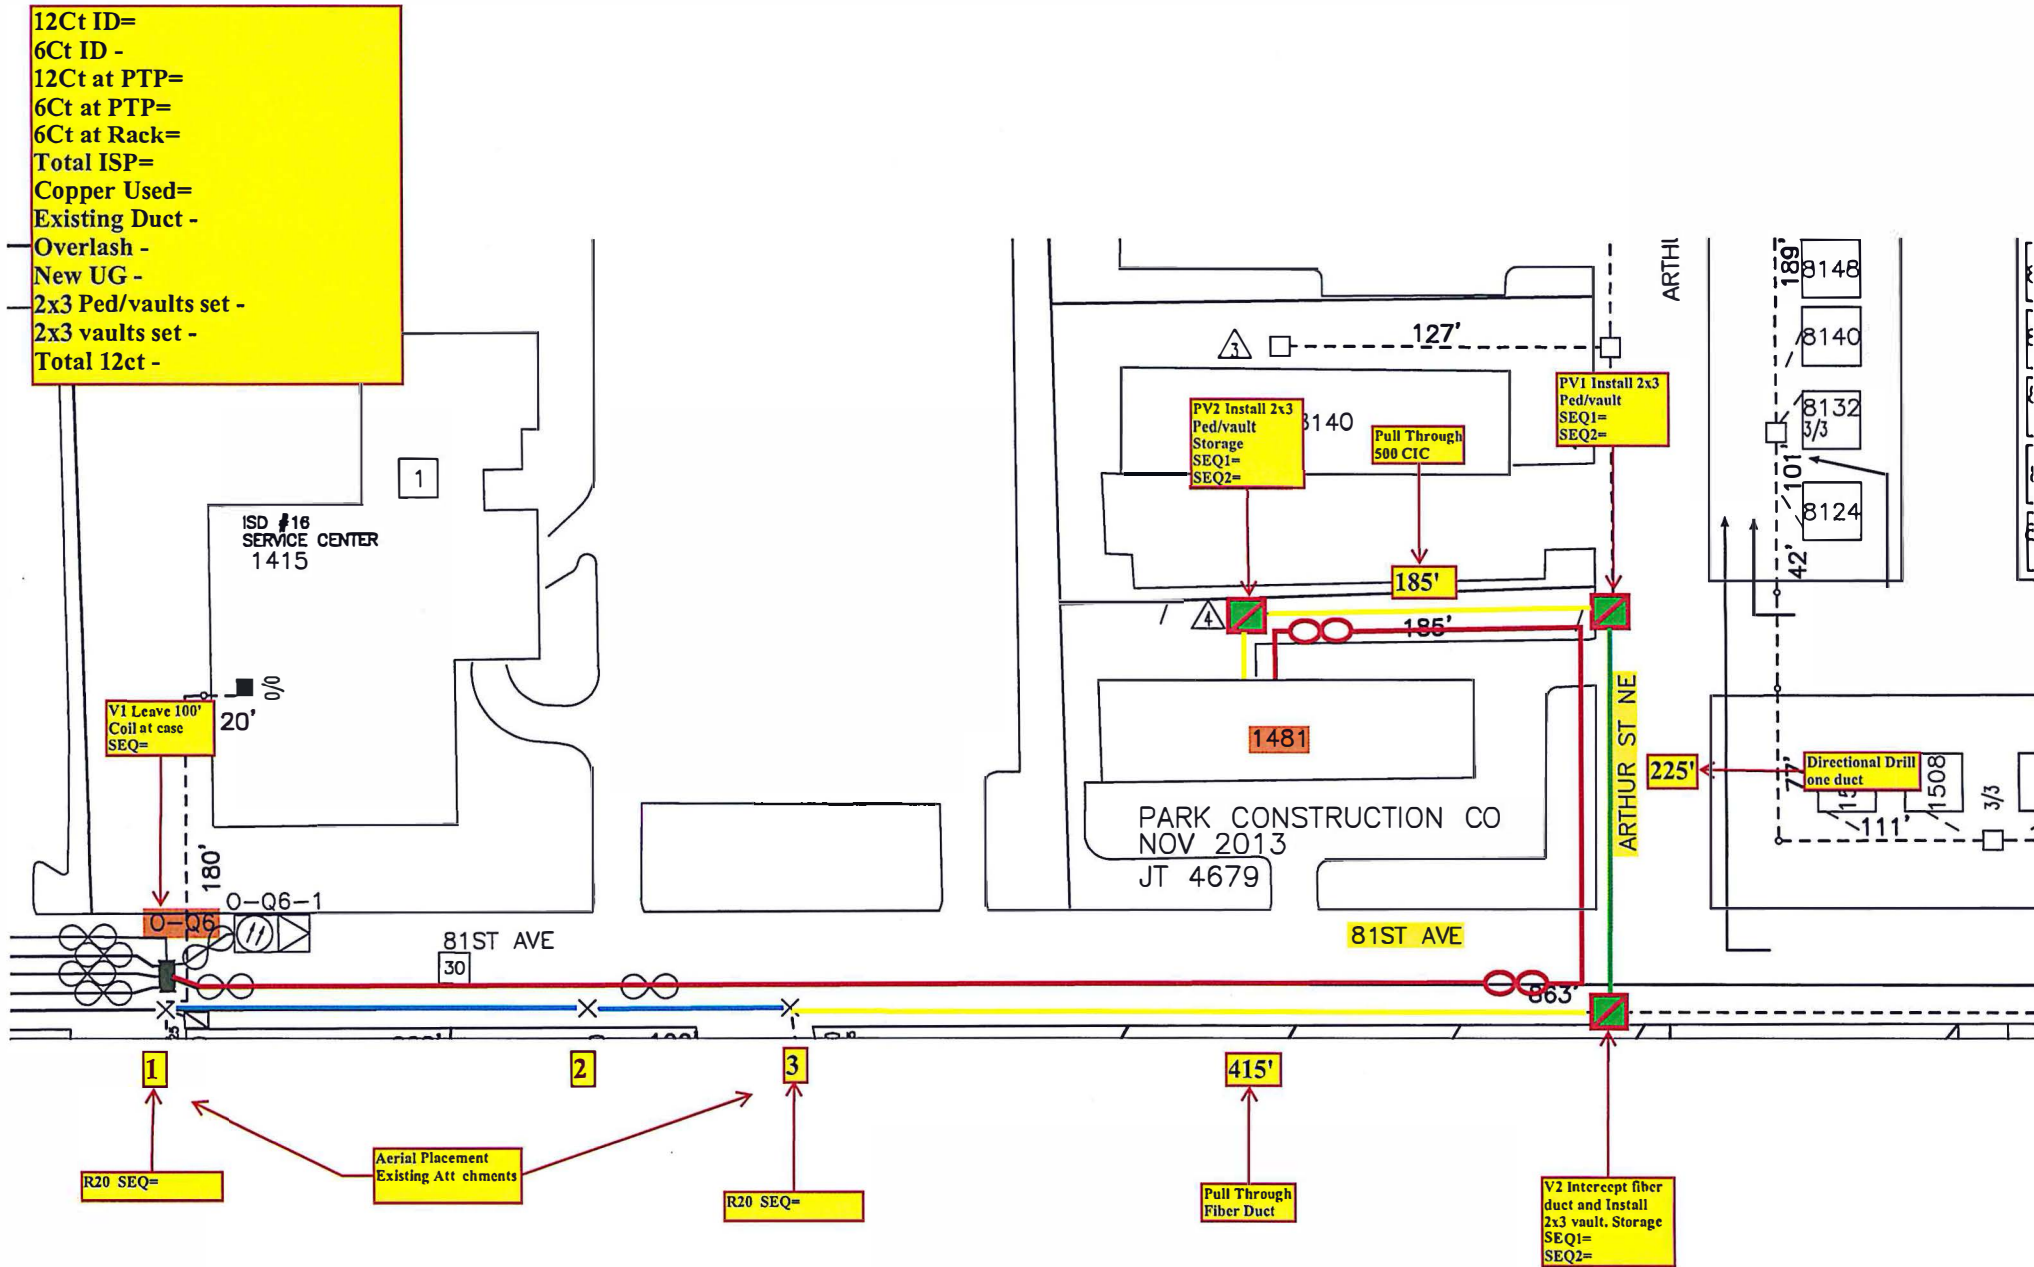 12Ct ID=
6Ct ID -
12Ct at PTP=
6Ct at PTP=
6Ct at Rack=
Total ISP=
Copper Used=
Existing Duct -
Overlash -
New UG -
2x3 Ped/vaults set -
2x3 vaults set -
Total 12ct -
1
ISD #16
SERVICE CENTER
1415
0/0
20'
V1 Leave 100'
Coil at case
SEQ=
180'
O-Q6
O-Q6-1
81ST AVE
30
3
127'
PV2 Install 2x3
Ped/vault
Storage
SEQ1=
SEQ2=
3140
Pull Through
500 CIC
PV1 Install 2x3
Ped/vault
SEQ1=
SEQ2=
185'
4
185'
1481
PARK CONSTRUCTION CO
NOV 2013
JT 4679
81ST AVE
ARTHUR ST NE
225'
Directional Drill
one duct
77'
1508
3/3
111'
189'
8148
8140
8132
3/3
101'
8124
42'
863'
1
2
3
415'
R20 SEQ=
Aerial Placement
Existing Att chments
R20 SEQ=
Pull Through
Fiber Duct
V2 Intercept fiber
duct and Install
2x3 vault. Storage
SEQ1=
SEQ2=